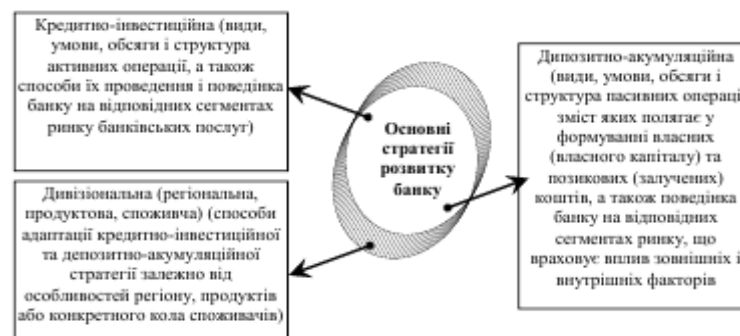 Кредитно-інвестиційна (види,
умови, обсяги і структура
активних операції, а також
способи їх проведення і поведінка
банку на відповідних сегментах
ринку банківських послуг)
Дивізіональна (регіональна,
продуктова, споживча) (способи
адаптації кредитно-інвестиційної
та депозитно-акумуляційної
стратегії залежно від
особливостей регіону, продуктів
або конкретного кола споживачів)
Основні
стратегії
розвитку
банку
Дипозитно-акумуляційна
(види, умови, обсяги і
структура пасивних операці
зміст яких полягає у
формуванні власних
(власного капіталу) та
позикових (залучених)
коштів, а також поведінка
банку на відповідних
сегментах ринку, що
враховує вплив зовнішніх і
внутрішніх факторів